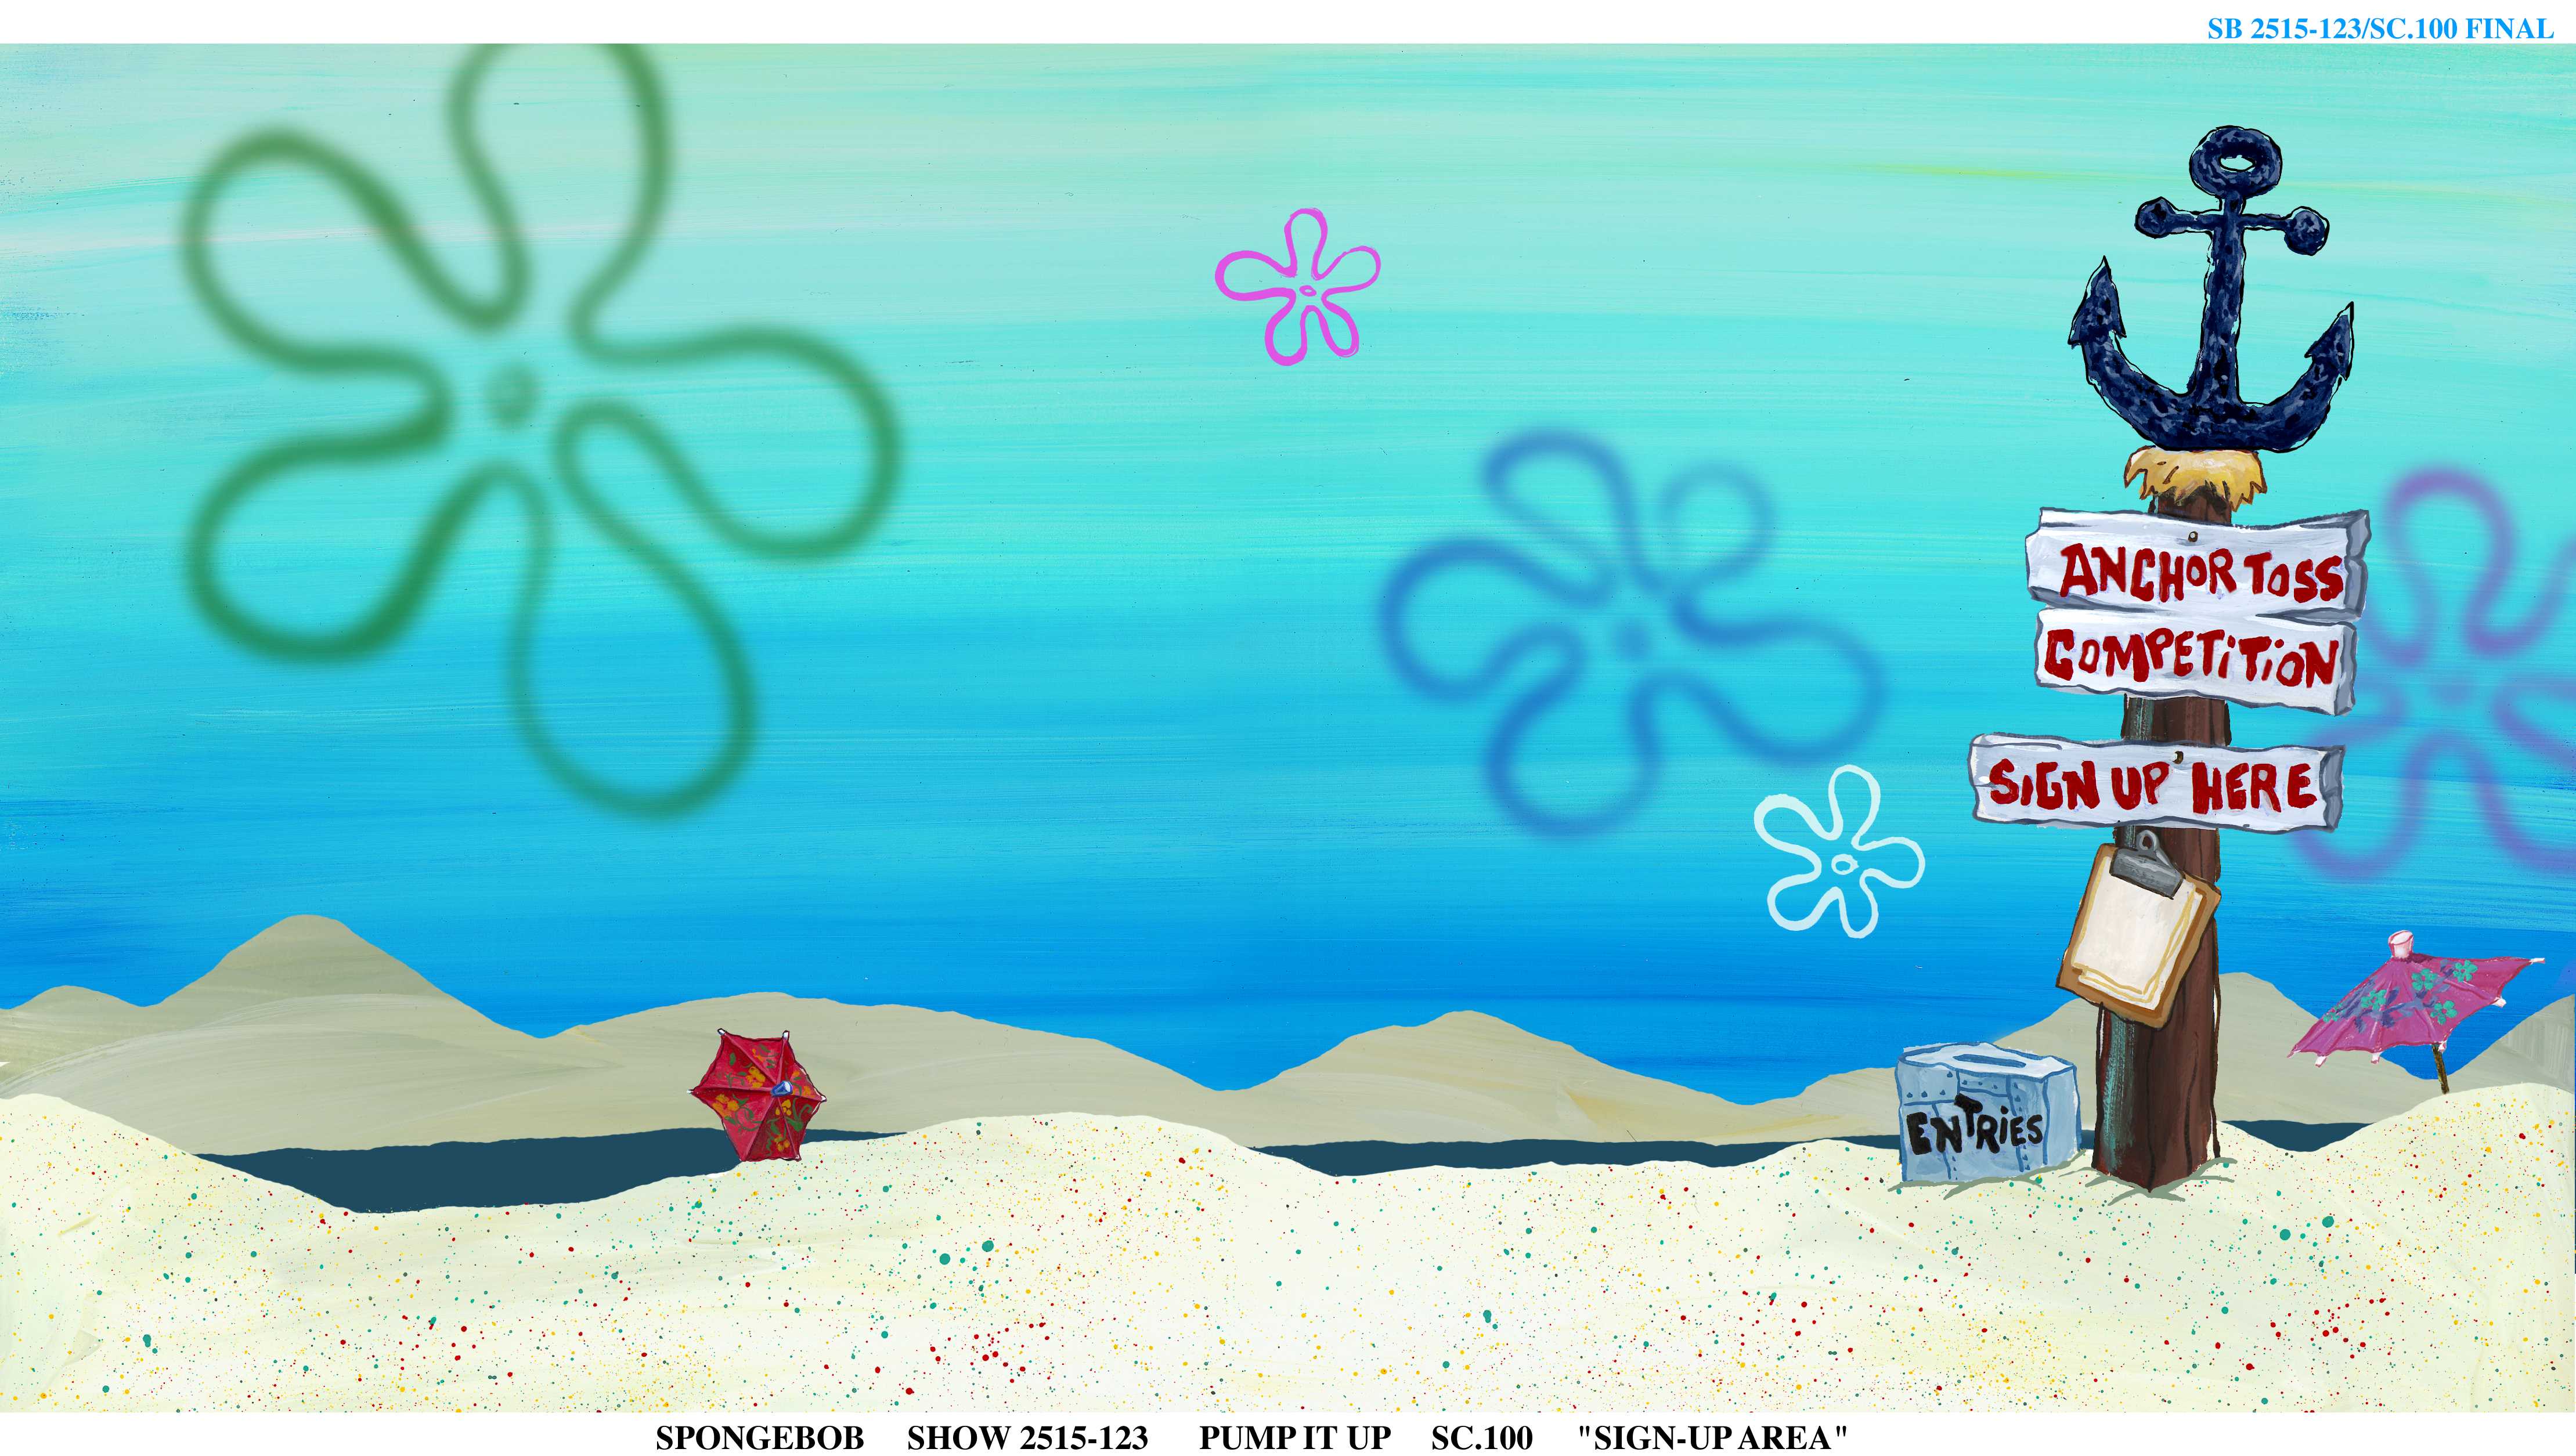 SB 2515-123/SC.100 FINAL
ANCHOR TOSS
COMPETiTiON
SiGN UP HERE
ENTRiES
SPONGEBOB SHOW 2515-123 PUMP IT UP SC.100 "SIGN-UP AREA"